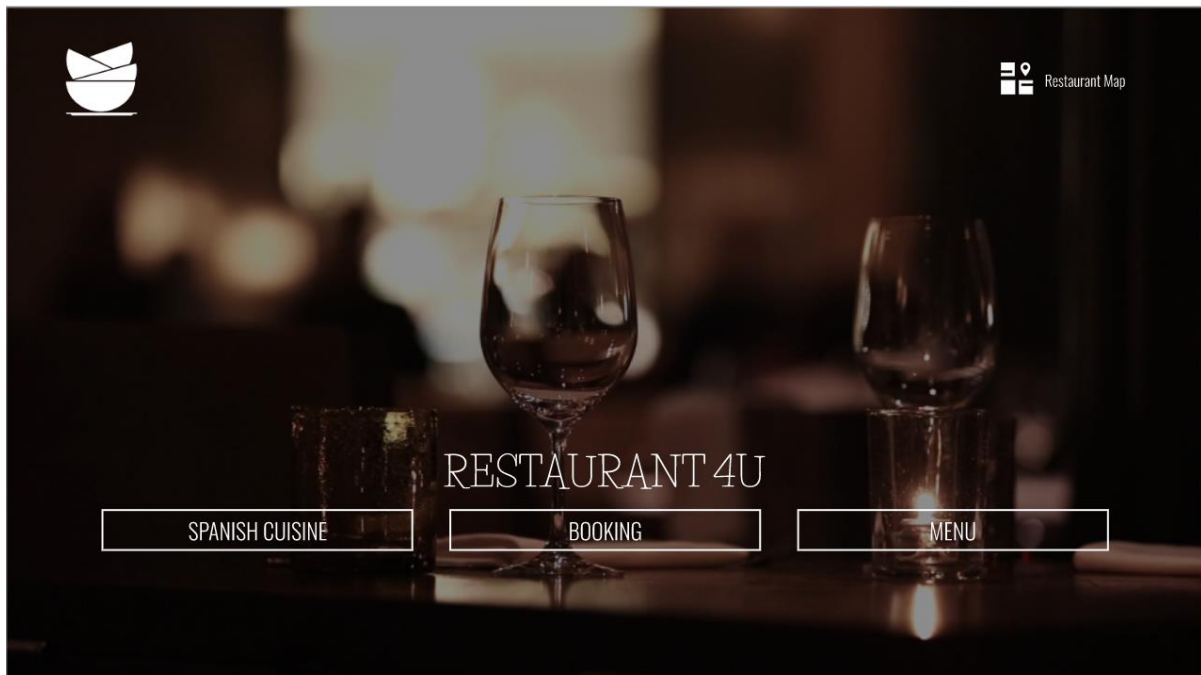 Restaurant Map
RESTAURANT 4U
SPANISH CUISINE
BOOKING
MENU